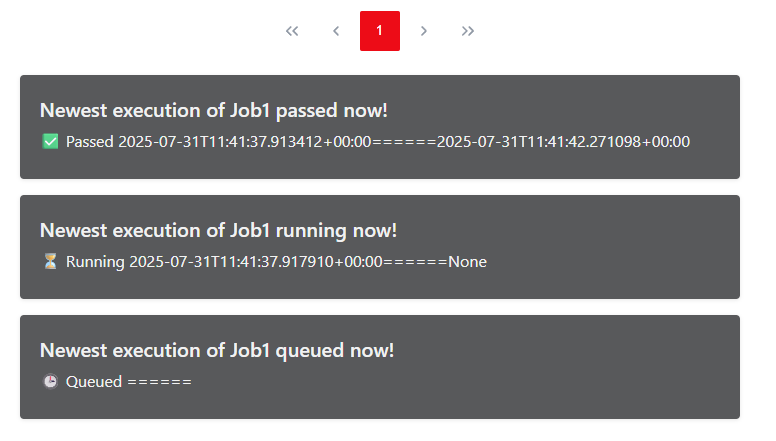 1
Newest execution of Job1 passed now!
✅ Passed 2025-07-31T11:41:37.913412+00:00======2025-07-31T11:41:42.271098+00:00
Newest execution of Job1 running now!
⏳ Running 2025-07-31T11:41:37.917910+00:00======None
Newest execution of Job1 queued now!
🕒 Queued ======